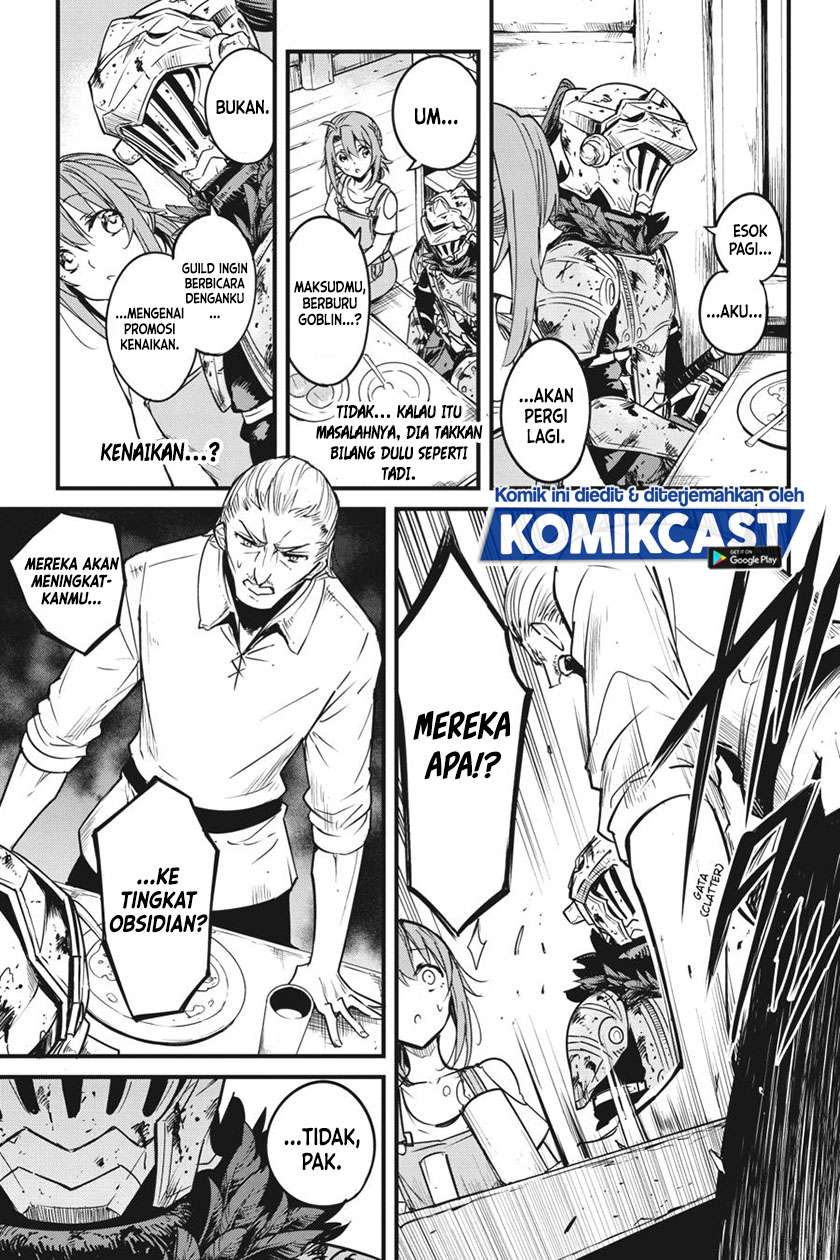 ESOK
PAGI...
...AKU...
...AKAN
PERGI
LAGI.
UM...
MAKSUDMU,
BERBURU
GOBLIN...?
TIDAK... KALAU ITU
MASALAHNYA, DIA TAKKAN
BILANG DULU SEPERTI
TADI.
BUKAN.
GUILD INGIN
BERBICARA
DENGANKU
...
...MENGENAI
PROMOSI
KENAIKAN.
KENAIKAN...?
Komik ini diedit & diterjemahkan oleh
KOMIKCAST
GET IT ON
Google Play
MEREKA
APA!?
GATA
(CLATTER)
MEREKA AKAN
MENINGKAT-
KANMU...
...KE
TINGKAT
OBSIDIAN?
...TIDAK,
PAK.